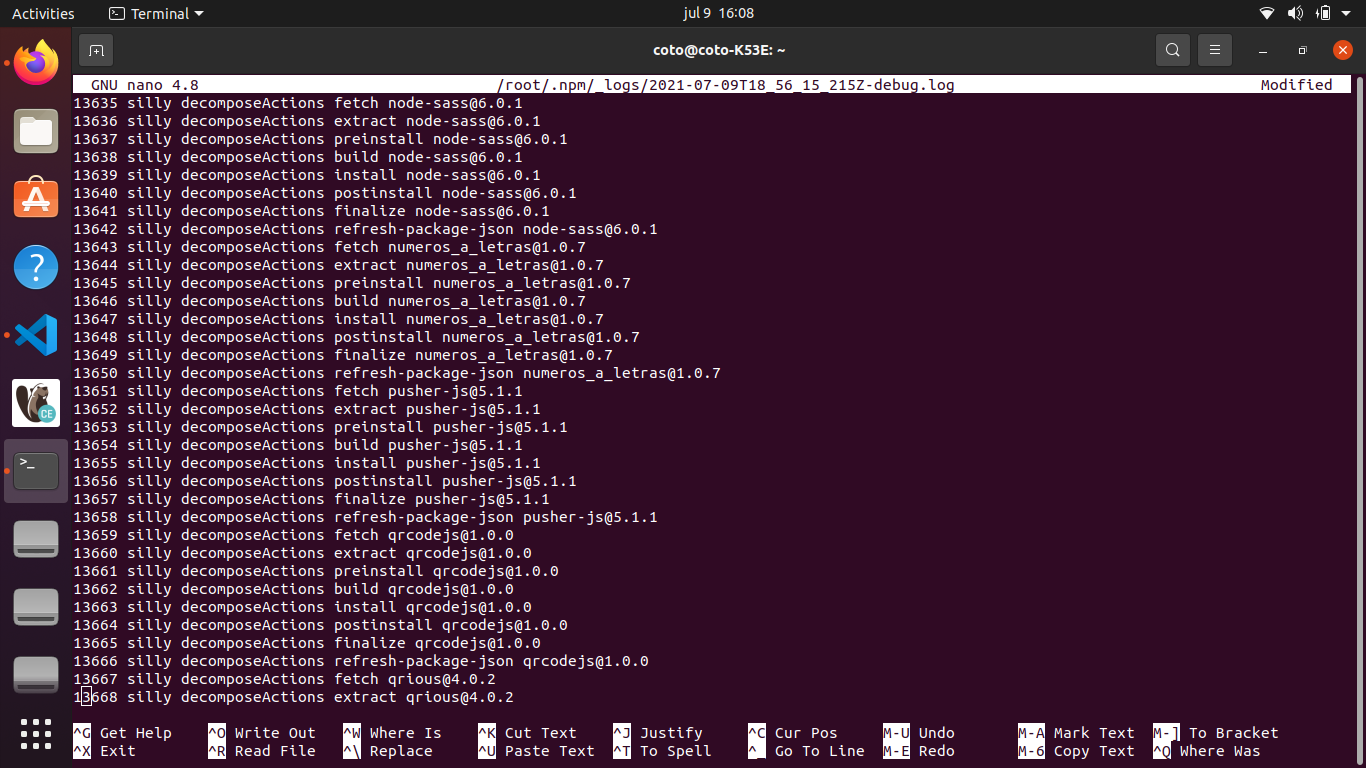 Activities Terminal jul 9 16:08
coto@coto-K53E: ~
GNU nano 4.8 /root/.npm/_logs/2021-07-09T18_56_15_215Z-debug.log Modified
13635 silly decomposeActions fetch node-sass@6.0.1
13636 silly decomposeActions extract node-sass@6.0.1
13637 silly decomposeActions preinstall node-sass@6.0.1
13638 silly decomposeActions build node-sass@6.0.1
13639 silly decomposeActions install node-sass@6.0.1
13640 silly decomposeActions postinstall node-sass@6.0.1
13641 silly decomposeActions finalize node-sass@6.0.1
13642 silly decomposeActions refresh-package-json node-sass@6.0.1
13643 silly decomposeActions fetch numeros_a_letras@1.0.7
13644 silly decomposeActions extract numeros_a_letras@1.0.7
13645 silly decomposeActions preinstall numeros_a_letras@1.0.7
13646 silly decomposeActions build numeros_a_letras@1.0.7
13647 silly decomposeActions install numeros_a_letras@1.0.7
13648 silly decomposeActions postinstall numeros_a_letras@1.0.7
13649 silly decomposeActions finalize numeros_a_letras@1.0.7
13650 silly decomposeActions refresh-package-json numeros_a_letras@1.0.7
13651 silly decomposeActions fetch pusher-js@5.1.1
13652 silly decomposeActions extract pusher-js@5.1.1
13653 silly decomposeActions preinstall pusher-js@5.1.1
13654 silly decomposeActions build pusher-js@5.1.1
13655 silly decomposeActions install pusher-js@5.1.1
13656 silly decomposeActions postinstall pusher-js@5.1.1
13657 silly decomposeActions finalize pusher-js@5.1.1
13658 silly decomposeActions refresh-package-json pusher-js@5.1.1
13659 silly decomposeActions fetch qrcodejs@1.0.0
13660 silly decomposeActions extract qrcodejs@1.0.0
13661 silly decomposeActions preinstall qrcodejs@1.0.0
13662 silly decomposeActions build qrcodejs@1.0.0
13663 silly decomposeActions install qrcodejs@1.0.0
13664 silly decomposeActions postinstall qrcodejs@1.0.0
13665 silly decomposeActions finalize qrcodejs@1.0.0
13666 silly decomposeActions refresh-package-json qrcodejs@1.0.0
13667 silly decomposeActions fetch qrious@4.0.2
13668 silly decomposeActions extract qrious@4.0.2
^G Get Help ^O Write Out ^W Where Is ^K Cut Text ^J Justify ^C Cur Pos M-U Undo M-A Mark Text M-] To Bracket
^X Exit ^R Read File ^\ Replace ^U Paste Text ^T To Spell ^_ Go To Line M-E Redo M-6 Copy Text ^Q Where Was